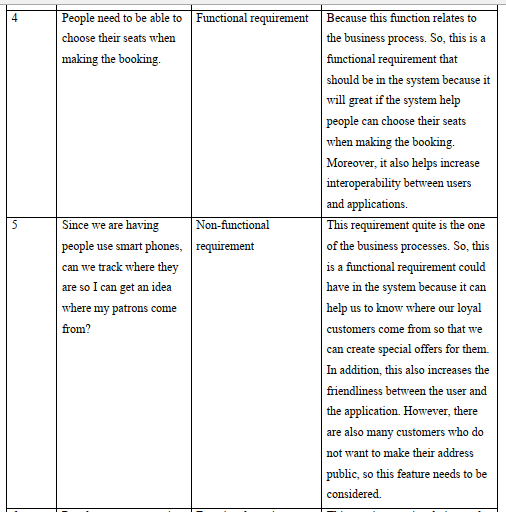 4
People need to be able to
choose their seats when
making the booking.
Functional requirement
Because this function relates to
the business process. So, this is a
functional requirement that
should be in the system because it
will great if the system help
people can choose their seats
when making the booking.
Moreover, it also helps increase
interoperability between users
and applications.
5
Since we are having
people use smart phones,
can we track where they
are so I can get an idea
where my patrons come
from?
Non-functional
requirement
This requirement quite is the one
of the business processes. So, this
is a functional requirement could
have in the system because it can
help us to know where our loyal
customers come from so that we
can create special offers for them.
In addition, this also increases the
friendliness between the user and
the application. However, there
are also many customers who do
not want to make their address
public, so this feature needs to be
considered.